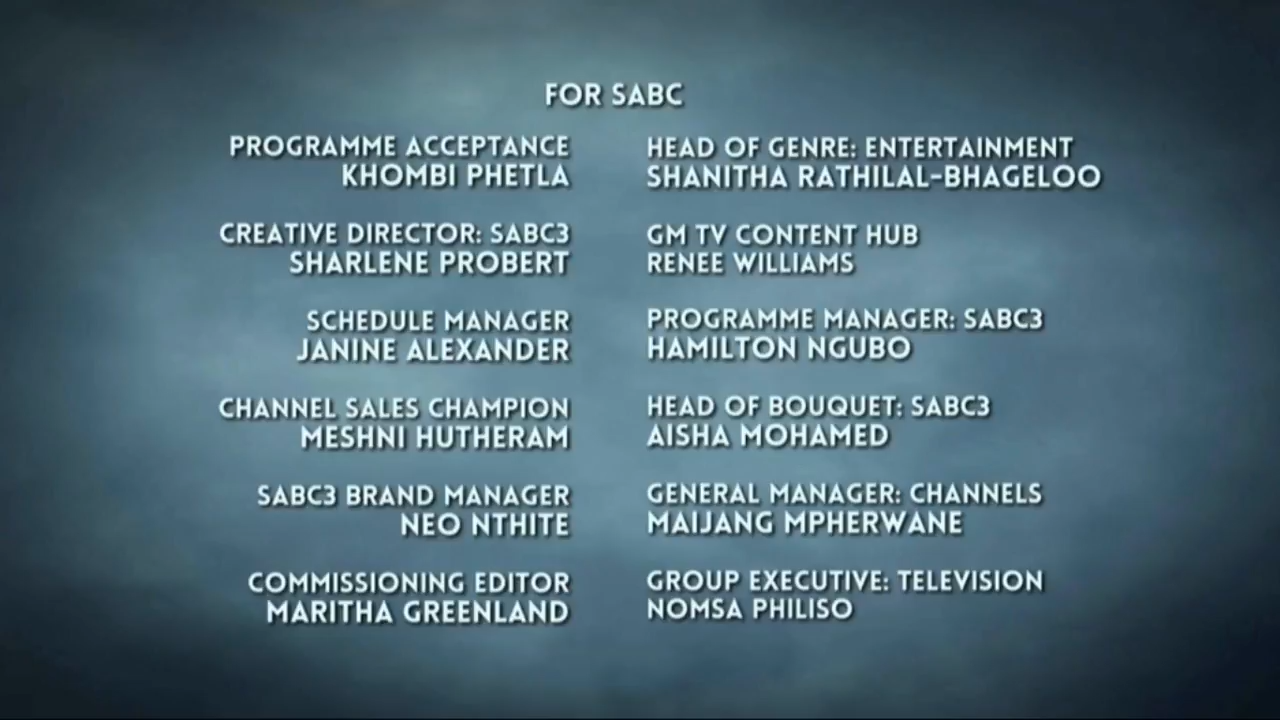 FOR SABC
PROGRAMME ACCEPTANCE
KHOMBI PHETLA
CREATIVE DIRECTOR: SABC3
SHARLENE PROBERT
SCHEDULE MANAGER
JANINE ALEXANDER
CHANNEL SALES CHAMPION
MESHNI HUTHERAM
SABC3 BRAND MANAGER
NEO NTHITE
COMMISSIONING EDITOR
MARITHA GREENLAND
HEAD OF GENRE: ENTERTAINMENT
SHANITHA RATHILAL-BHAGELOO
GM TV CONTENT HUB
RENEE WILLIAMS
PROGRAMME MANAGER: SABC3
HAMILTON NGUBO
HEAD OF BOUQUET: SABC3
AISHA MOHAMED
GENERAL MANAGER: CHANNELS
MAIJANG MPHERWANE
GROUP EXECUTIVE: TELEVISION
NOMSA PHILISO